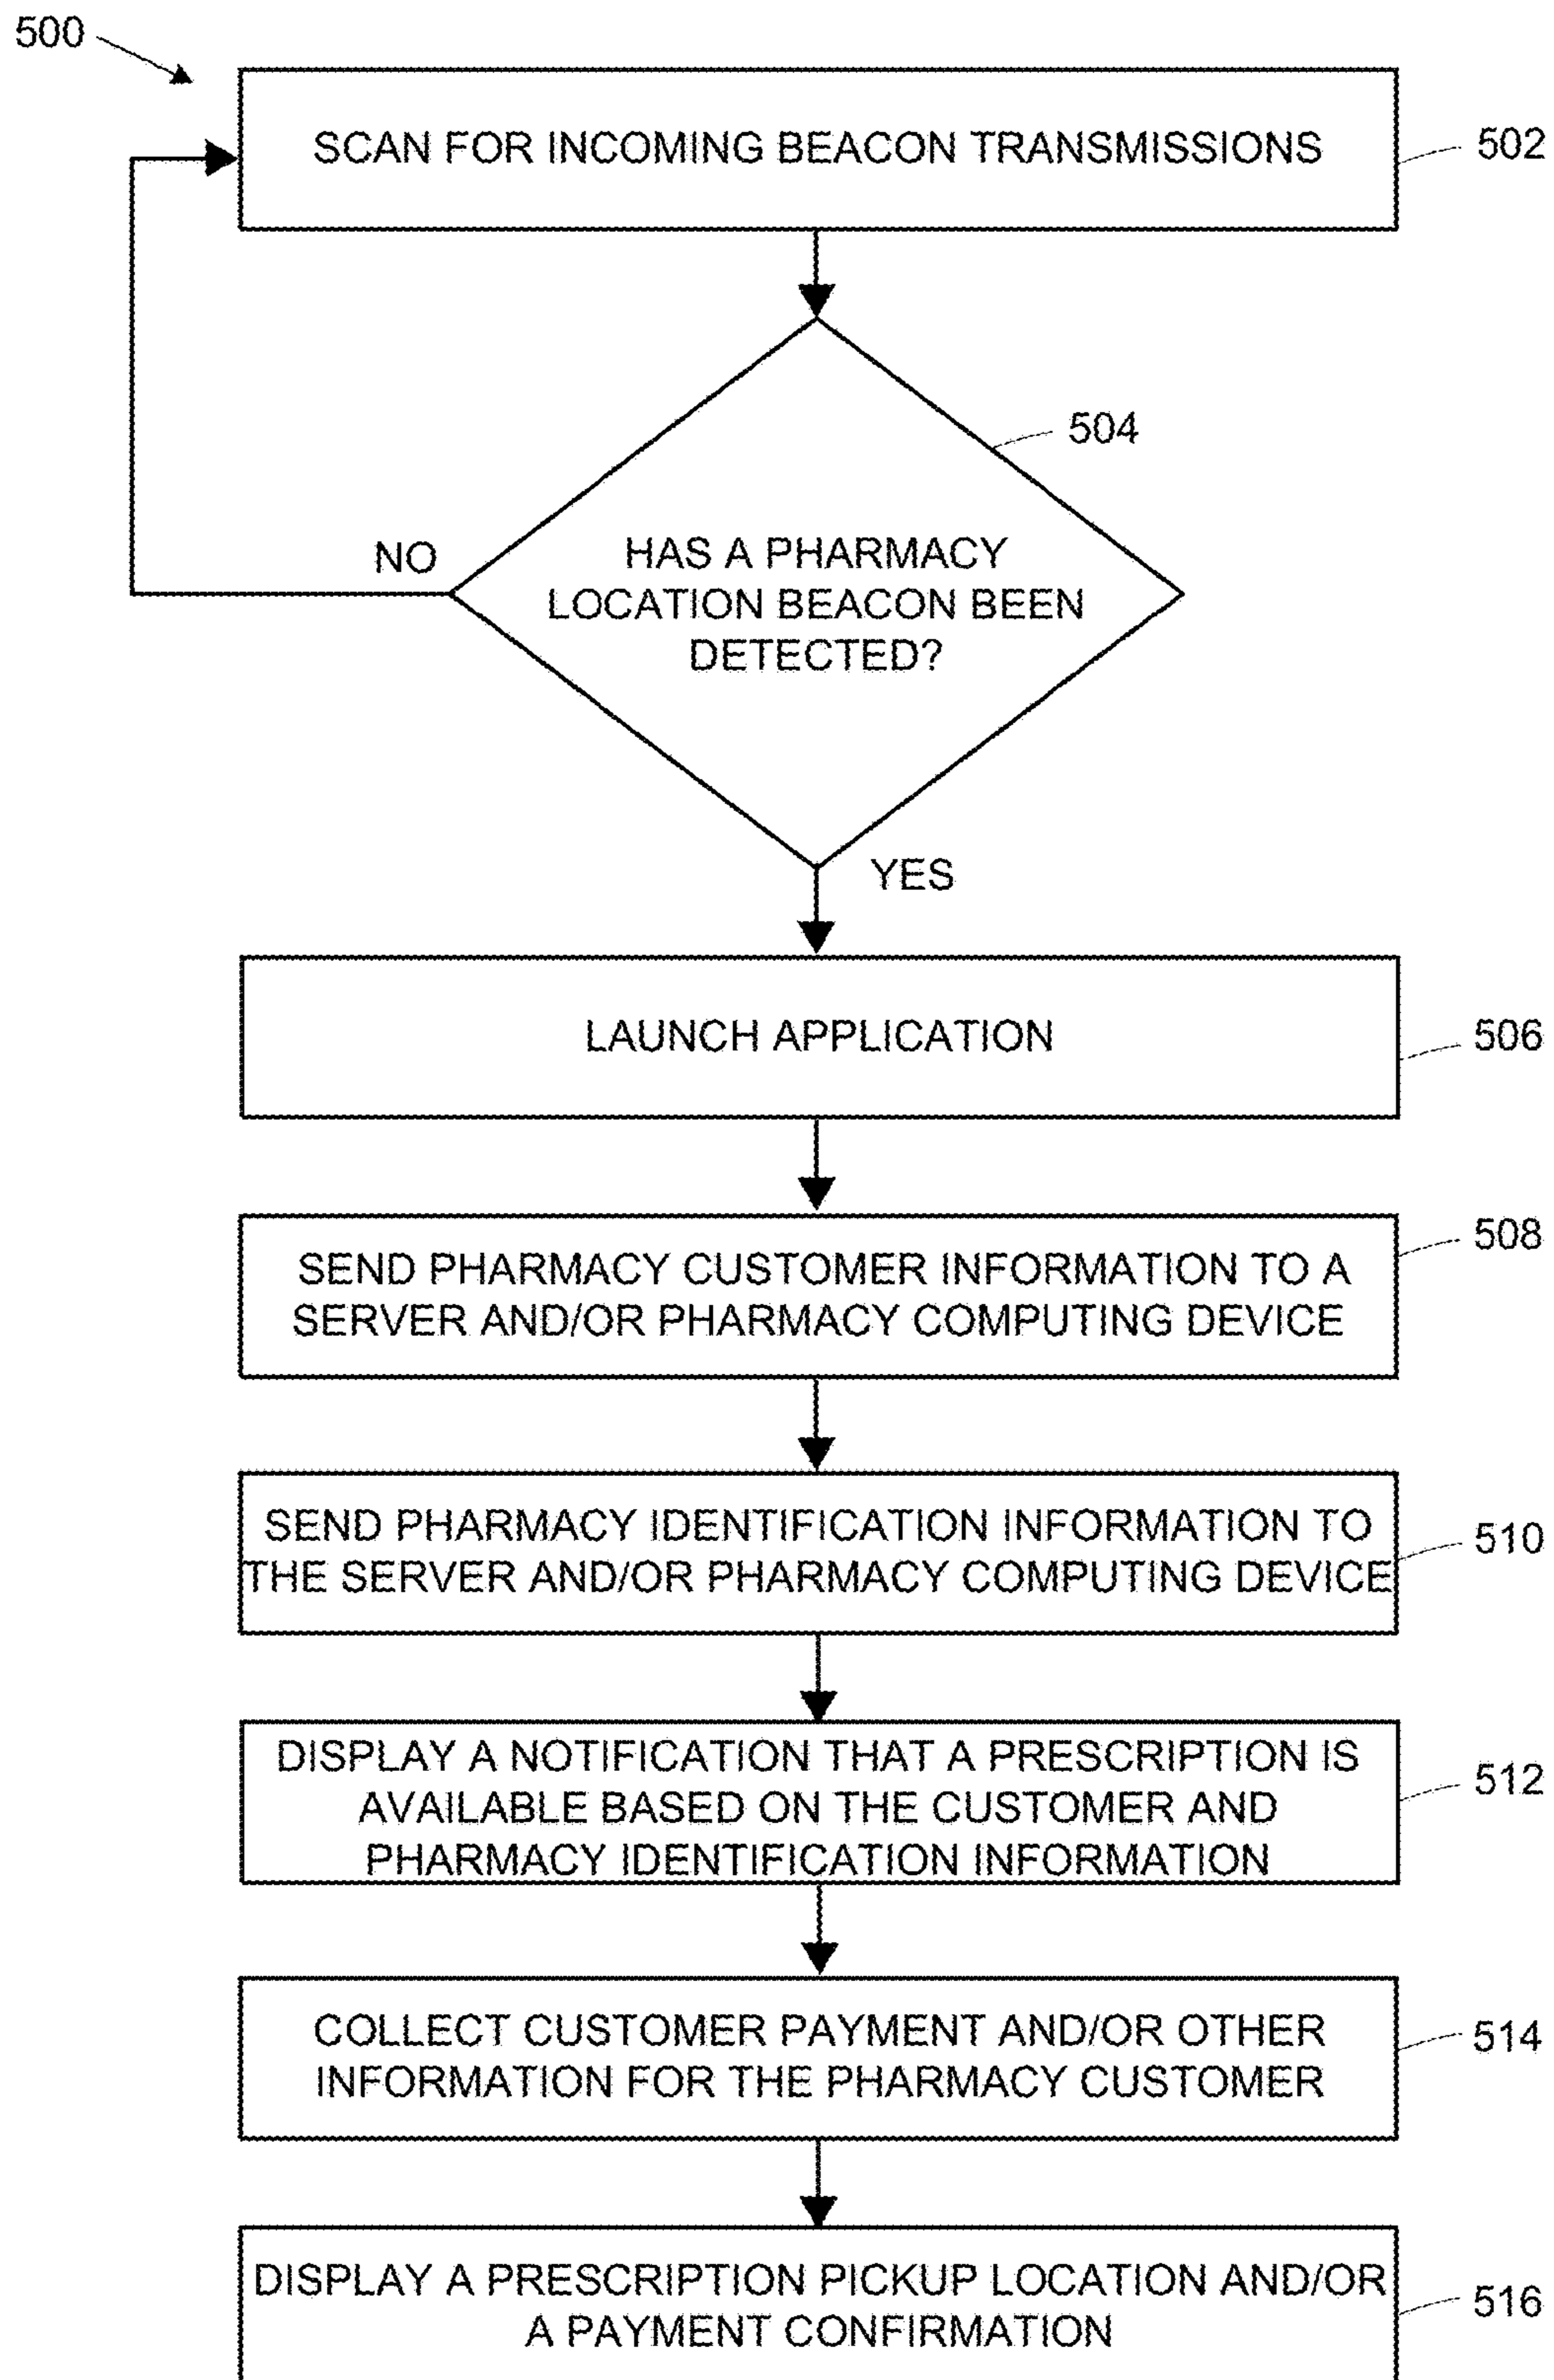 500
SCAN FOR INCOMING BEACON TRANSMISSIONS
502
504
HAS A PHARMACY
LOCATION BEACON BEEN
DETECTED?
NO
YES
LAUNCH APPLICATION
506
SEND PHARMACY CUSTOMER INFORMATION TO A
SERVER AND/OR PHARMACY COMPUTING DEVICE
508
SEND PHARMACY IDENTIFICATION INFORMATION TO
THE SERVER AND/OR PHARMACY COMPUTING DEVICE
510
DISPLAY A NOTIFICATION THAT A PRESCRIPTION IS
AVAILABLE BASED ON THE CUSTOMER AND
PHARMACY IDENTIFICATION INFORMATION
512
COLLECT CUSTOMER PAYMENT AND/OR OTHER
INFORMATION FOR THE PHARMACY CUSTOMER
514
DISPLAY A PRESCRIPTION PICKUP LOCATION AND/OR
A PAYMENT CONFIRMATION
516